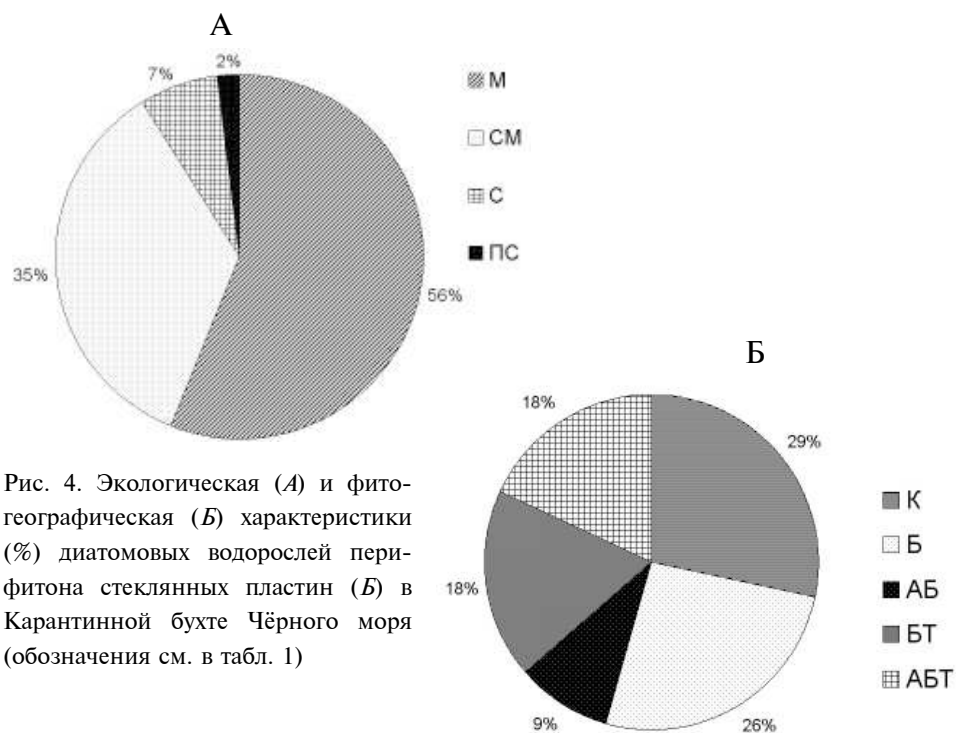 А
2%
7%
35%
56%
М
СМ
С
ПС
Рис. 4. Экологическая (А) и фито-
географическая (Б) характеристики
(%) диатомовых водорослей пери-
фитона стеклянных пластин (Б) в
Карантинной бухте Чёрного моря
(обозначения см. в табл. 1)
Б
18%
29%
18%
9%
26%
К
Б
АБ
БТ
АБТ